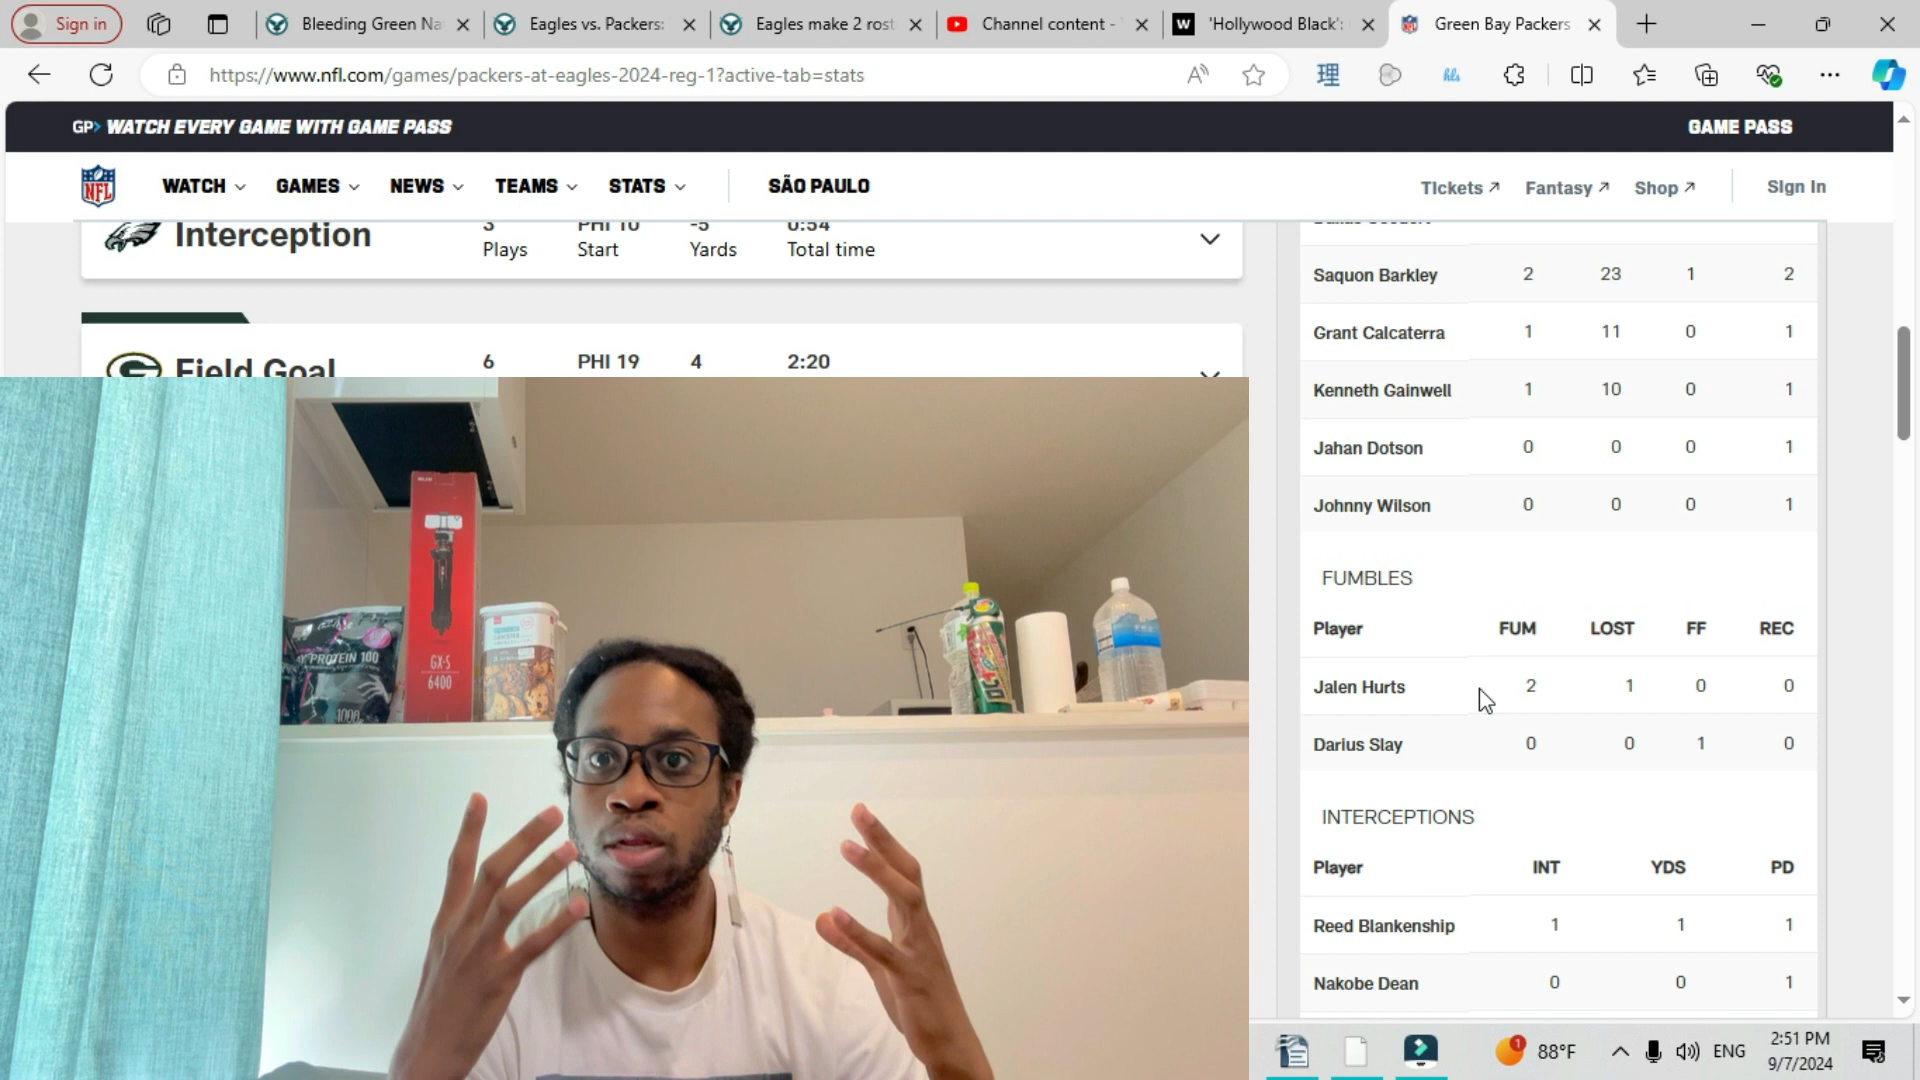 Sign in
Bleeding Green Na
Eagles vs. Packers:
Eagles make 2 rost
Channel content -
'Hollywood Black':
Green Bay Packers
https://www.nfl.com/games/packers-at-eagles-2024-reg-1?active-tab=stats
GP> WATCH EVERY GAME WITH GAME PASS
GAME PASS
NFL
WATCH GAMES NEWS TEAMS STATS SÃO PAULO
Tickets Fantasy Shop Sign In
Interception
3 PHI 10 -5 0:54
Plays Start Yards Total time
Field Goal
6 PHI 19 4 2:20
Saquon Barkley 2 23 1 2
Grant Calcaterra 1 11 0 1
Kenneth Gainwell 1 10 0 1
Jahan Dotson 0 0 0 1
Johnny Wilson 0 0 0 1
FUMBLES
Player FUM LOST FF REC
Jalen Hurts 2 1 0 0
Darius Slay 0 0 1 0
INTERCEPTIONS
Player INT YDS PD
Reed Blankenship 1 1 1
Nakobe Dean 0 0 1
PROTEIN 100
GX-S
6400
88°F
ENG
2:51 PM
9/7/2024